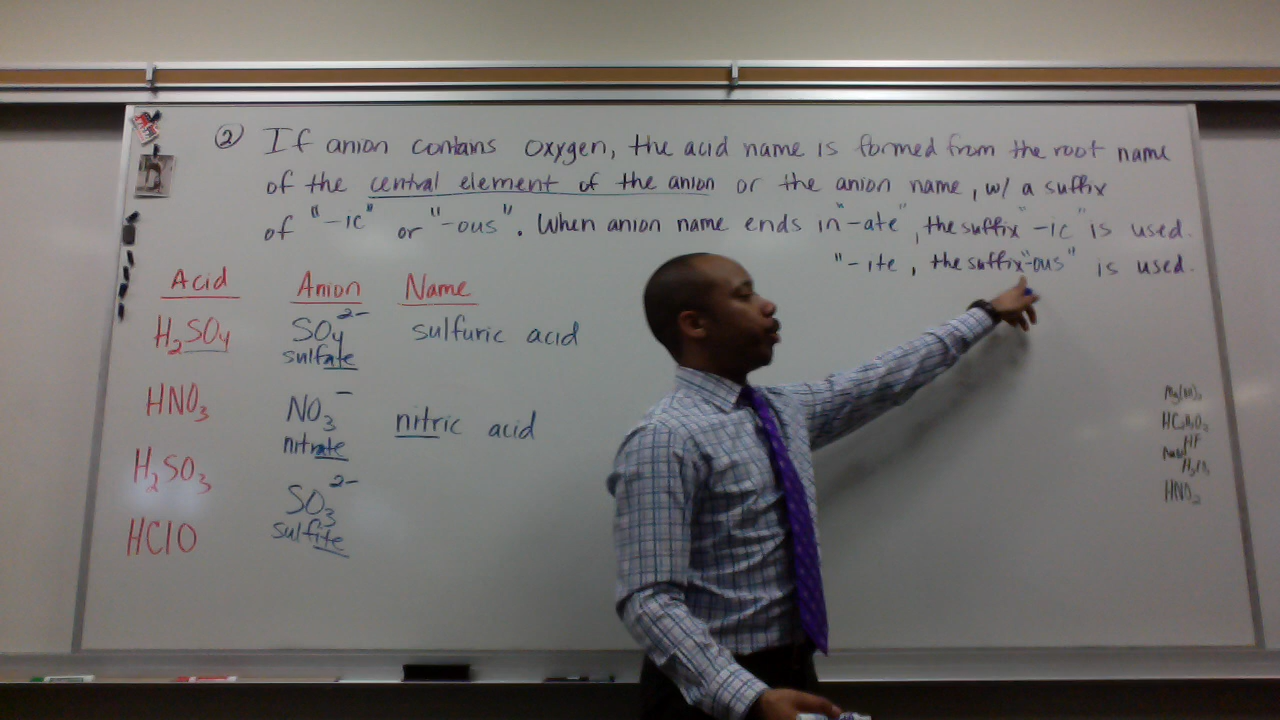 ② If anion contains oxygen, the acid name is formed from the root name
of the central element of the anion or the anion name, w/ a suffix
of "-ic" or "-ous". When anion name ends in "-ate", the suffix "-ic" is used.
"-ite, the suffix "-ous" is used.
Acid Anion Name
H₂SO₄ SO₄²⁻ sulfuric acid
sulfate
HNO₃ NO₃⁻ nitric acid
nitrate
H₂SO₃ SO₃²⁻
sulfite
HClO
HF
HNO₂